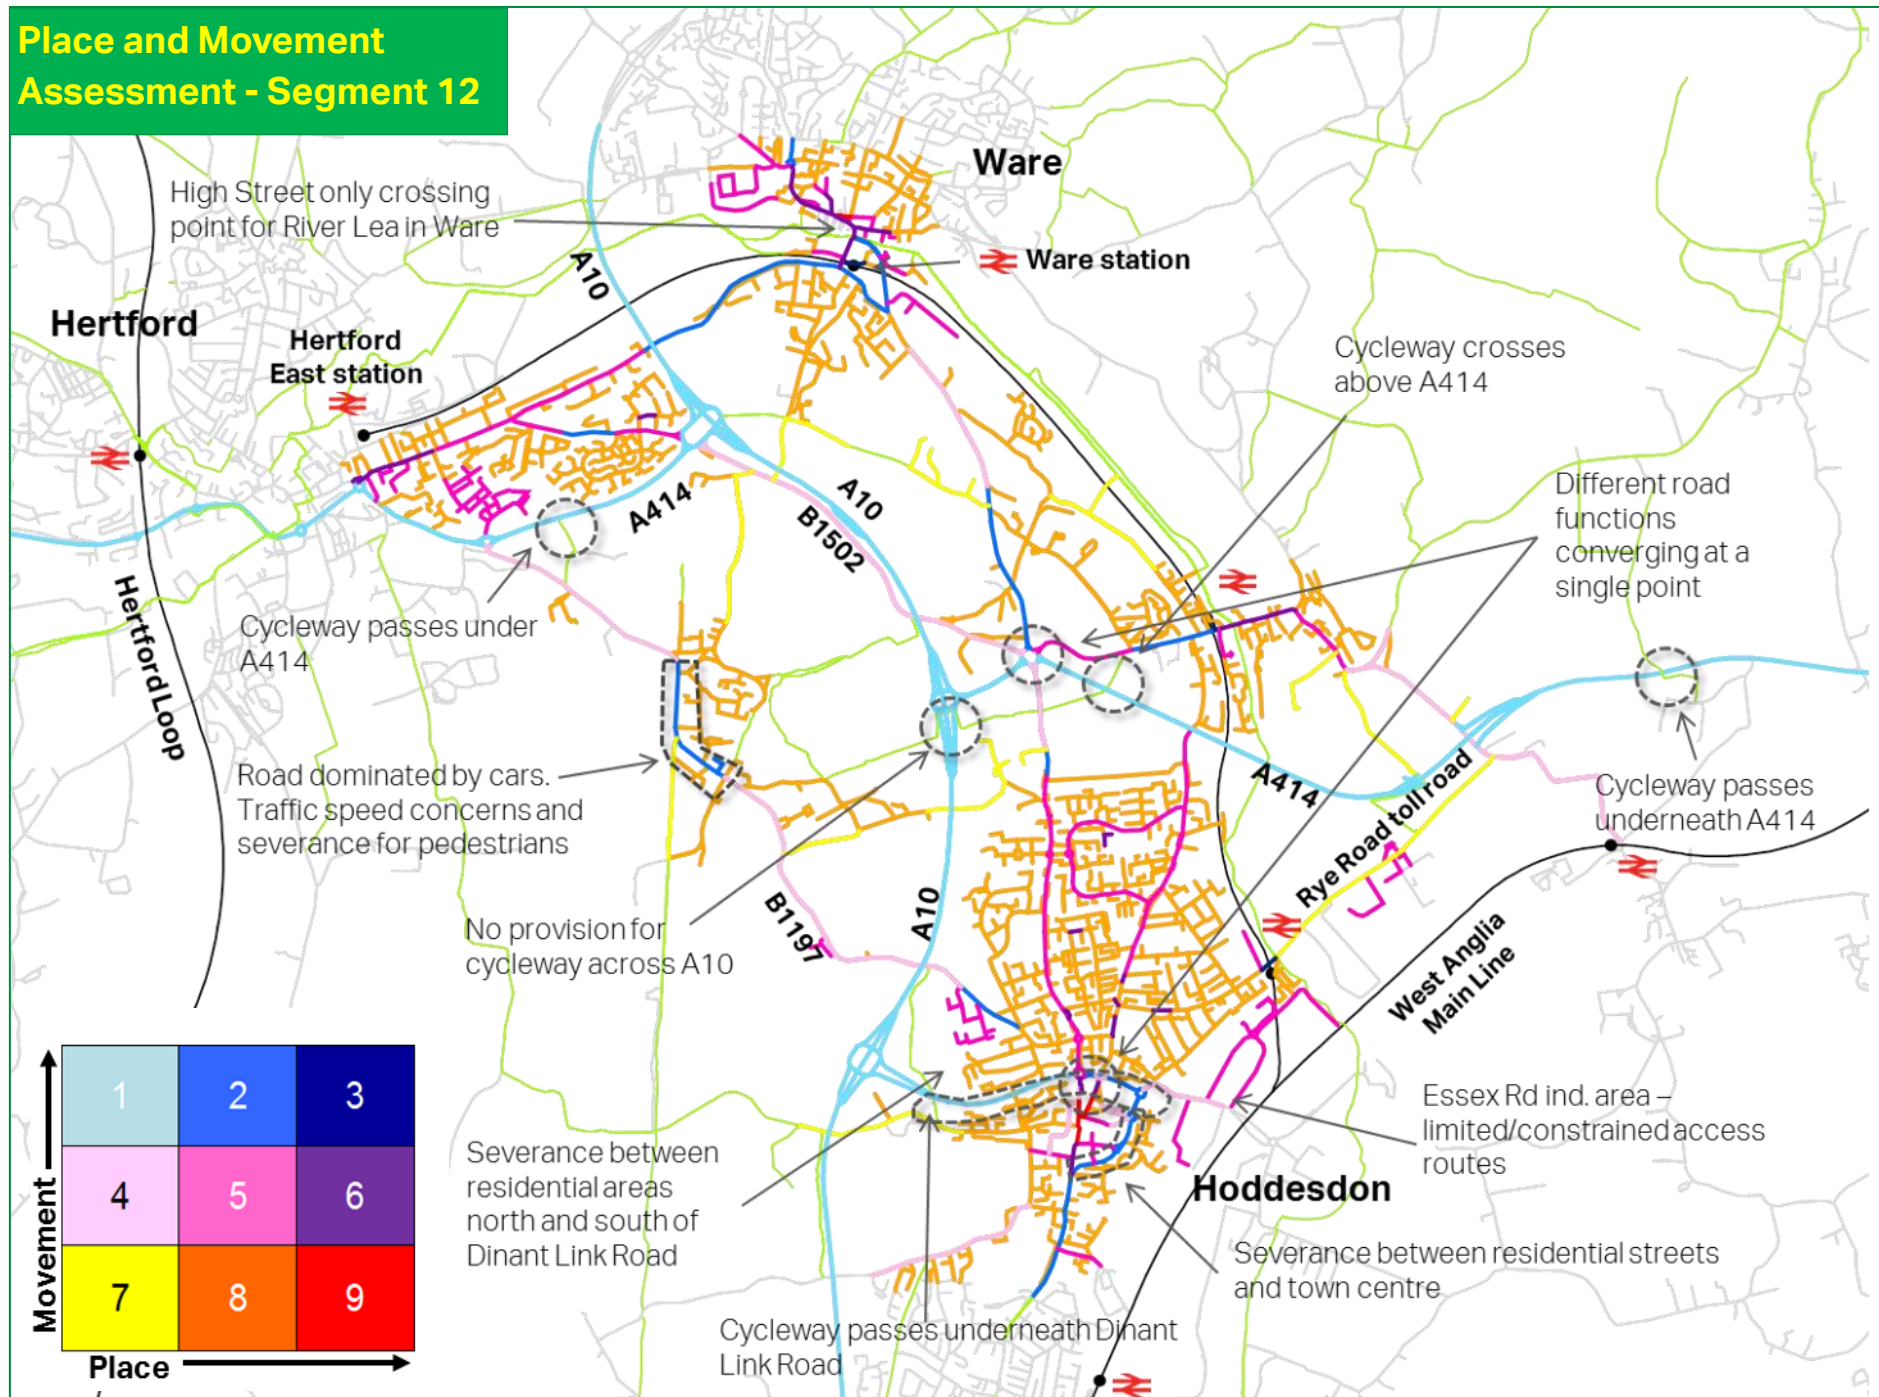 Place and Movement
Assessment - Segment 12
High Street only crossing
point for River Lea in Ware
Ware
A10
Ware station
Hertford
Hertford
East station
Cycleway crosses
above A414
A414
A10
B1502
Different road
functions
converging at a
single point
Hertford Loop
Cycleway passes under
A414
Road dominated by cars.
Traffic speed concerns and
severance for pedestrians
A414
Rye Road toll road
Cycleway passes
underneath A414
B1197
A10
No provision for
cycleway across A10
West Anglia
Main Line
Essex Rd ind. area –
limited/constrained access
routes
Severance between
residential areas
north and south of
Dinant Link Road
Hoddesdon
Severance between residential streets
and town centre
Cycleway passes underneath Dinant
Link Road
Movement
1 2 3
4 5 6
7 8 9
Place